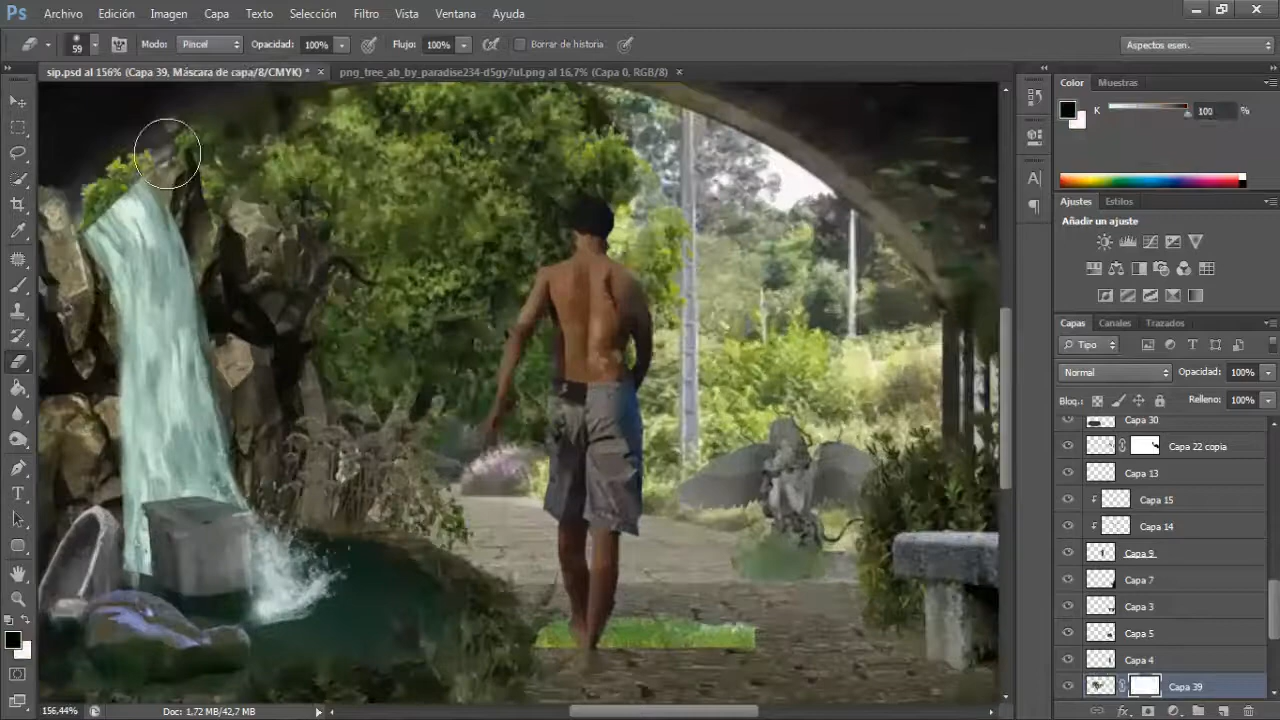 Ps Archivo Edición Imagen Capa Texto Selección Filtro Vista Ventana Ayuda
59 Modo: Pincel Opacidad: 100% Flujo: 100% Borrar de historia Aspectos esen.
sip.psd al 156% (Capa 39, Máscara de capa/8/CMYK) * × png_tree_ab_by_paradise234-d5gy7ul.png al 16,7% (Capa 0, RGB/8) ×
Color Muestras
K 100 %
Ajustes Estilos
Añadir un ajuste
Capas Canales Trazados
Tipo
Normal Opacidad: 100%
Bloq.: Relleno: 100%
Capa 30
Capa 22 copia
Capa 13
Capa 15
Capa 14
Capa 9
Capa 7
Capa 3
Capa 5
Capa 4
Capa 39
156,44% Doc: 1,72 MB/42,7 MB